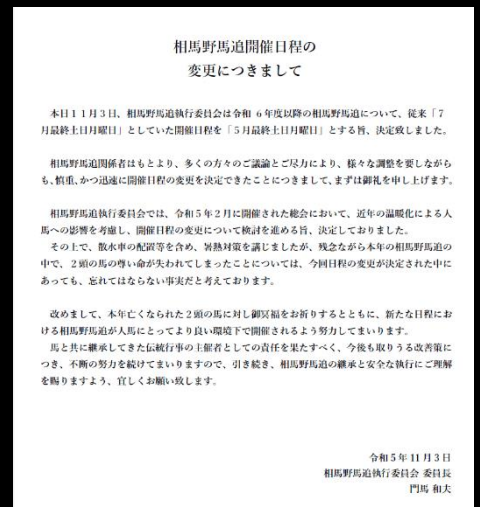 相馬野馬追開催日程の
変更につきまして
本日11月3日、相馬野馬追執行委員会は令和 6年度以降の相馬野馬追について、従来「7
月最終土日月曜日」としていた開催日程を「5月最終土日月曜日」とする旨、決定致しました。
相馬野馬追関係者はもとより、多くの方々のご議論とご尽力により、様々な調整を要しながら
も、慎重、かつ迅速に開催日程の変更を決定できたことにつきまして、まずは御礼を申し上げます。
相馬野馬追執行委員会では、令和5年2月に開催された総会において、近年の温暖化による人
馬への影響を考慮し、開催日程の変更について検討を進める旨、決定しておりました。
その上で、散水車の配置等を含め、暑熱対策を講じましたが、残念ながら本年の相馬野馬追の
中で、2頭の馬の尊い命が失われてしまったことについては、今回日程の変更が決定された中に
あっても、忘れてはならない事実だと考えております。
改めまして、本年亡くなられた2頭の馬に対し御冥福をお祈りするとともに、新たな日程にお
ける相馬野馬追が人馬にとってより良い環境下で開催されるよう努力してまいります。
馬と共に継承してきた伝統行事の主催者としての責任を果たすべく、今後も取りうる改善策に
つき、不断の努力を続けてまいりますので、引き続き、相馬野馬追の継承と安全な執行にご理解
を賜りますよう、宜しくお願い致します。
令和5年11月3日
相馬野馬追執行委員会 委員長
門馬 和夫